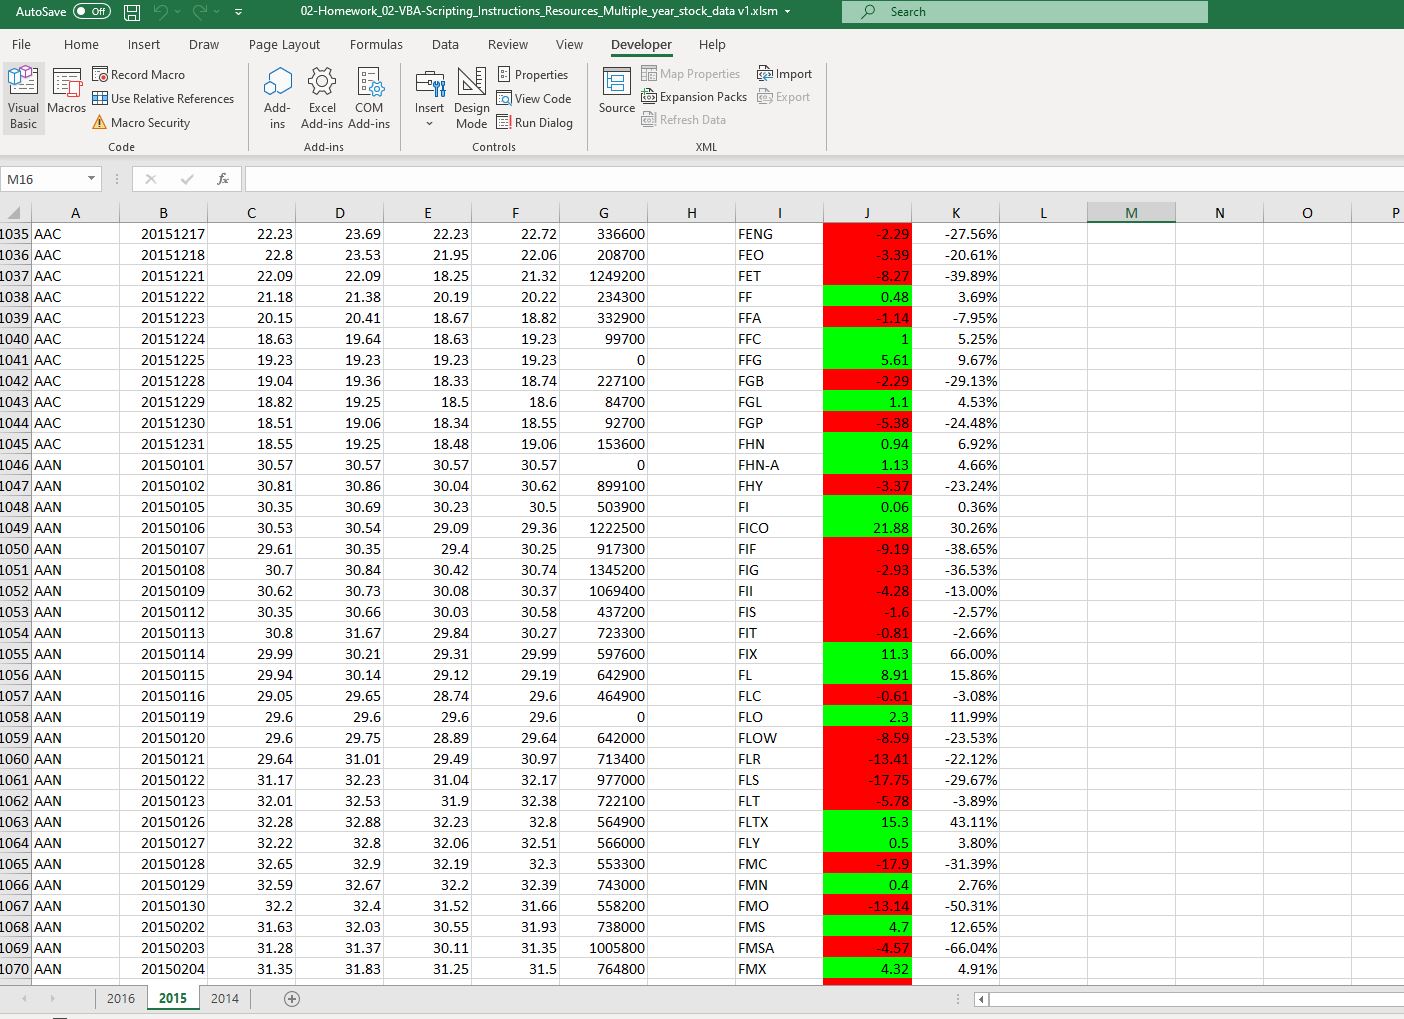 AutoSave Off 02-Homework_02-VBA-Scripting_Instructions_Resources_Multiple_year_stock_data v1.xlsm Search
File Home Insert Draw Page Layout Formulas Data Review View Developer Help
Visual Basic
Macros
Record Macro
Use Relative References
Macro Security
Code
Add-ins
Excel Add-ins
COM Add-ins
Add-ins
Insert
Design Mode
Properties
View Code
Run Dialog
Controls
Source
Map Properties
Expansion Packs
Refresh Data
Import
Export
XML
M16 fx
A B C D E F G H I J K L M N O P
1035 AAC 20151217 22.23 23.69 22.23 22.72 336600 FENG -2.29 -27.56%
1036 AAC 20151218 22.8 23.53 21.95 22.06 208700 FEO -3.39 -20.61%
1037 AAC 20151221 22.09 22.09 18.25 21.32 1249200 FET -8.27 -39.89%
1038 AAC 20151222 21.18 21.38 20.19 20.22 234300 FF 0.48 3.69%
1039 AAC 20151223 20.15 20.41 18.67 18.82 332900 FFA -1.14 -7.95%
1040 AAC 20151224 18.63 19.64 18.63 19.23 99700 FFC 1 5.25%
1041 AAC 20151225 19.23 19.23 19.23 19.23 0 FFG 5.61 9.67%
1042 AAC 20151228 19.04 19.36 18.33 18.74 227100 FGB -2.29 -29.13%
1043 AAC 20151229 18.82 19.25 18.5 18.6 84700 FGL 1.1 4.53%
1044 AAC 20151230 18.51 19.06 18.34 18.55 92700 FGP -5.38 -24.48%
1045 AAC 20151231 18.55 19.25 18.48 19.06 153600 FHN 0.94 6.92%
1046 AAN 20150101 30.57 30.57 30.57 30.57 0 FHN-A 1.13 4.66%
1047 AAN 20150102 30.81 30.86 30.04 30.62 899100 FHY -3.37 -23.24%
1048 AAN 20150105 30.35 30.69 30.23 30.5 503900 FI 0.06 0.36%
1049 AAN 20150106 30.53 30.54 29.09 29.36 1222500 FICO 21.88 30.26%
1050 AAN 20150107 29.61 30.35 29.4 30.25 917300 FIF -9.19 -38.65%
1051 AAN 20150108 30.7 30.84 30.42 30.74 1345200 FIG -2.93 -36.53%
1052 AAN 20150109 30.62 30.73 30.08 30.37 1069400 FII -4.28 -13.00%
1053 AAN 20150112 30.35 30.66 30.03 30.58 437200 FIS -1.6 -2.57%
1054 AAN 20150113 30.8 31.67 29.84 30.27 723300 FIT -0.81 -2.66%
1055 AAN 20150114 29.99 30.21 29.31 29.99 597600 FIX 11.3 66.00%
1056 AAN 20150115 29.94 30.14 29.12 29.19 642900 FL 8.91 15.86%
1057 AAN 20150116 29.05 29.65 28.74 29.6 464900 FLC -0.61 -3.08%
1058 AAN 20150119 29.6 29.6 29.6 29.6 0 FLO 2.3 11.99%
1059 AAN 20150120 29.6 29.75 28.89 29.64 642000 FLOW -8.59 -23.53%
1060 AAN 20150121 29.64 31.01 29.49 30.97 713400 FLR -13.41 -22.12%
1061 AAN 20150122 31.17 32.23 31.04 32.17 977000 FLS -17.75 -29.67%
1062 AAN 20150123 32.01 32.53 31.9 32.38 722100 FLT -5.78 -3.89%
1063 AAN 20150126 32.28 32.88 32.23 32.8 564900 FLTX 15.3 43.11%
1064 AAN 20150127 32.22 32.8 32.06 32.51 566000 FLY 0.5 3.80%
1065 AAN 20150128 32.65 32.9 32.19 32.3 553300 FMC -17.9 -31.39%
1066 AAN 20150129 32.59 32.67 32.2 32.39 743000 FMN 0.4 2.76%
1067 AAN 20150130 32.2 32.4 31.52 31.66 558200 FMO -13.14 -50.31%
1068 AAN 20150202 31.63 32.03 30.55 31.93 738000 FMS 4.7 12.65%
1069 AAN 20150203 31.28 31.37 30.11 31.35 1005800 FMSA -4.57 -66.04%
1070 AAN 20150204 31.35 31.83 31.25 31.5 764800 FMX 4.32 4.91%
2016 2015 2014